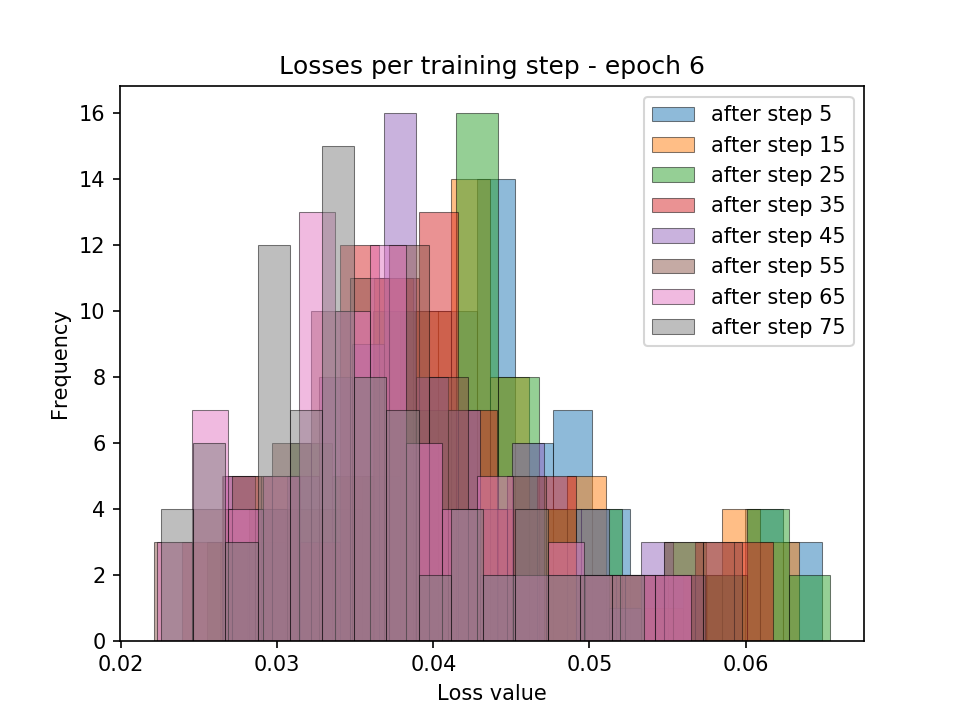 Losses per training step - epoch 6
Frequency
16
14
12
10
8
6
4
2
0
0.02 0.03 0.04 0.05 0.06
Loss value
after step 5
after step 15
after step 25
after step 35
after step 45
after step 55
after step 65
after step 75